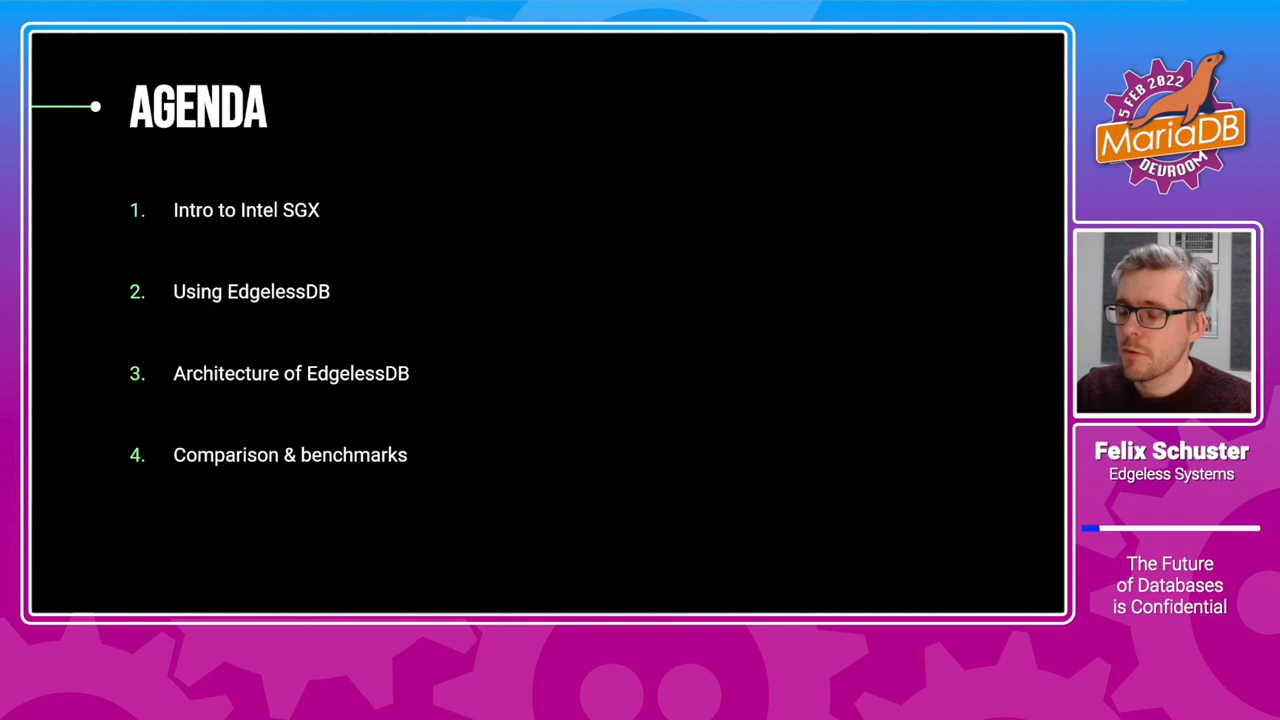 AGENDA
1. Intro to Intel SGX
2. Using EdgelessDB
3. Architecture of EdgelessDB
4. Comparison & benchmarks
5 FEB 2022
MariaDB
DEVROOM
Felix Schuster
Edgeless Systems
The Future
of Databases
is Confidential